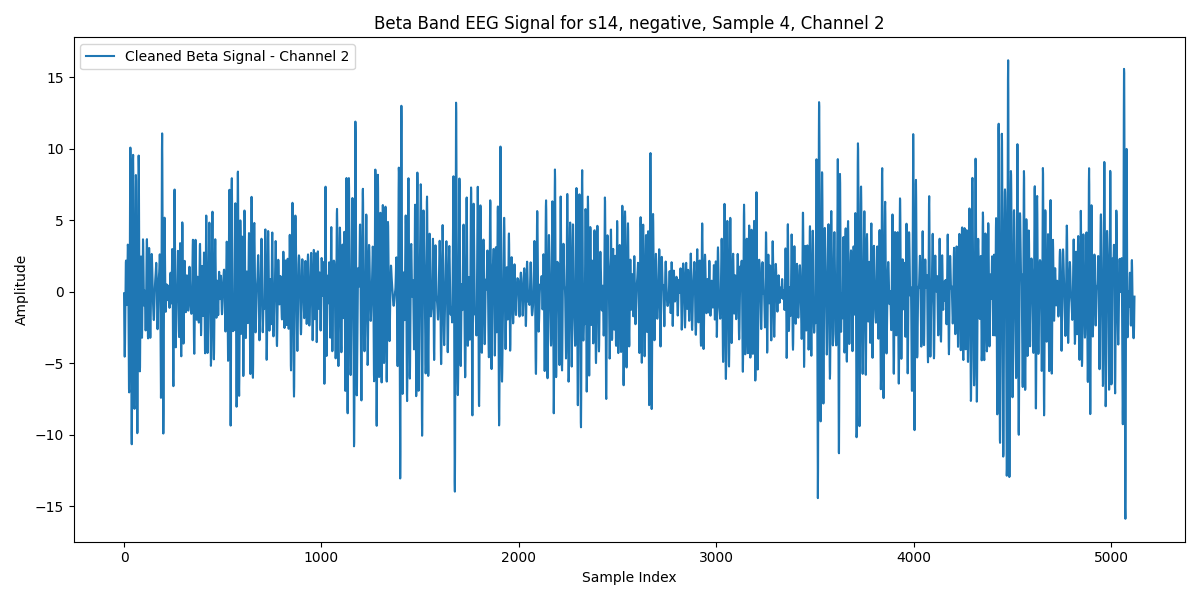 Beta Band EEG Signal for s14, negative, Sample 4, Channel 2
Cleaned Beta Signal - Channel 2
15
10
5
0
−5
−10
−15
Amplitude
0 1000 2000 3000 4000 5000
Sample Index